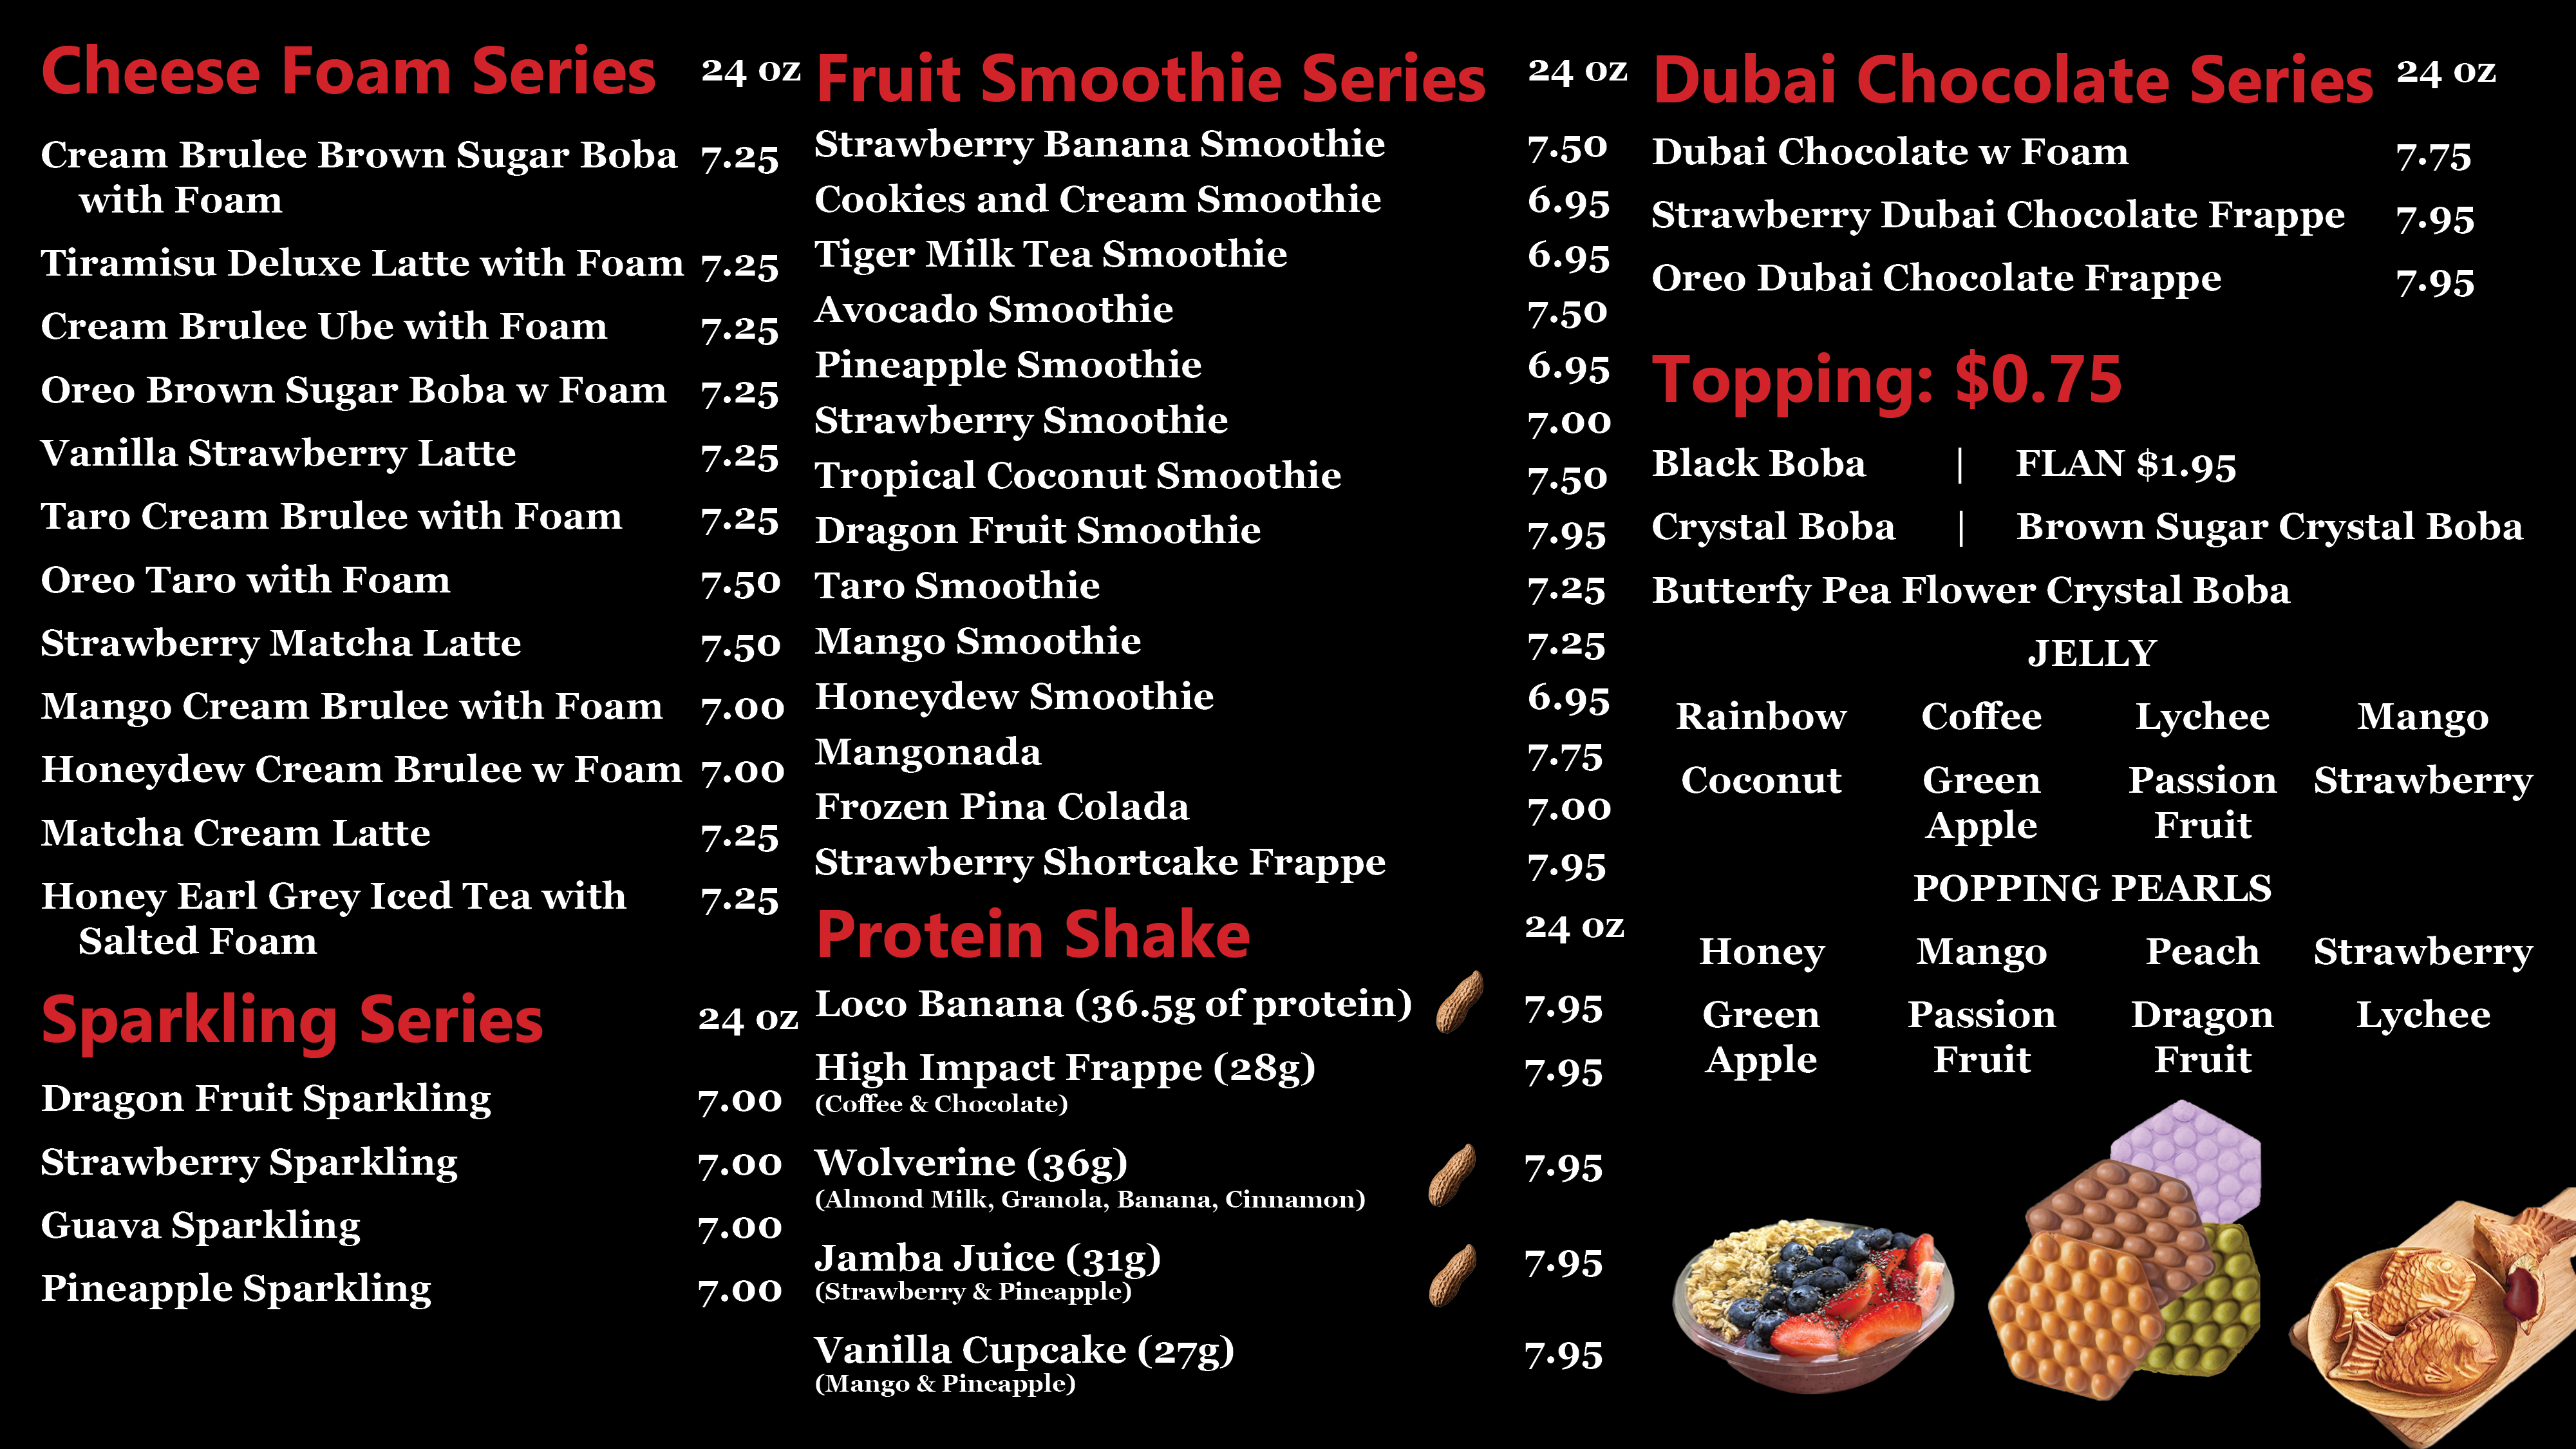 Cheese Foam Series 24 oz
Cream Brulee Brown Sugar Boba 7.25
with Foam
Tiramisu Deluxe Latte with Foam 7.25
Cream Brulee Ube with Foam 7.25
Oreo Brown Sugar Boba w Foam 7.25
Vanilla Strawberry Latte 7.25
Taro Cream Brulee with Foam 7.25
Oreo Taro with Foam 7.50
Strawberry Matcha Latte 7.50
Mango Cream Brulee with Foam 7.00
Honeydew Cream Brulee w Foam 7.00
Matcha Cream Latte 7.25
Honey Earl Grey Iced Tea with 7.25
Salted Foam
Sparkling Series 24 oz
Dragon Fruit Sparkling 7.00
Strawberry Sparkling 7.00
Guava Sparkling 7.00
Pineapple Sparkling 7.00
Fruit Smoothie Series 24 oz
Strawberry Banana Smoothie 7.50
Cookies and Cream Smoothie 6.95
Tiger Milk Tea Smoothie 6.95
Avocado Smoothie 7.50
Pineapple Smoothie 6.95
Strawberry Smoothie 7.00
Tropical Coconut Smoothie 7.50
Dragon Fruit Smoothie 7.95
Taro Smoothie 7.25
Mango Smoothie 7.25
Honeydew Smoothie 6.95
Mangonada 7.75
Frozen Pina Colada 7.00
Strawberry Shortcake Frappe 7.95
Protein Shake 24 oz
Loco Banana (36.5g of protein) 7.95
High Impact Frappe (28g) 7.95
(Coffee & Chocolate)
Wolverine (36g) 7.95
(Almond Milk, Granola, Banana, Cinnamon)
Jamba Juice (31g) 7.95
(Strawberry & Pineapple)
Vanilla Cupcake (27g) 7.95
(Mango & Pineapple)
Dubai Chocolate Series 24 oz
Dubai Chocolate w Foam 7.75
Strawberry Dubai Chocolate Frappe 7.95
Oreo Dubai Chocolate Frappe 7.95
Topping: $0.75
Black Boba | FLAN $1.95
Crystal Boba | Brown Sugar Crystal Boba
Butterfy Pea Flower Crystal Boba
JELLY
Rainbow Coffee Lychee Mango
Coconut Green Passion Strawberry
Apple Fruit
POPPING PEARLS
Honey Mango Peach Strawberry
Green Passion Dragon Lychee
Apple Fruit Fruit